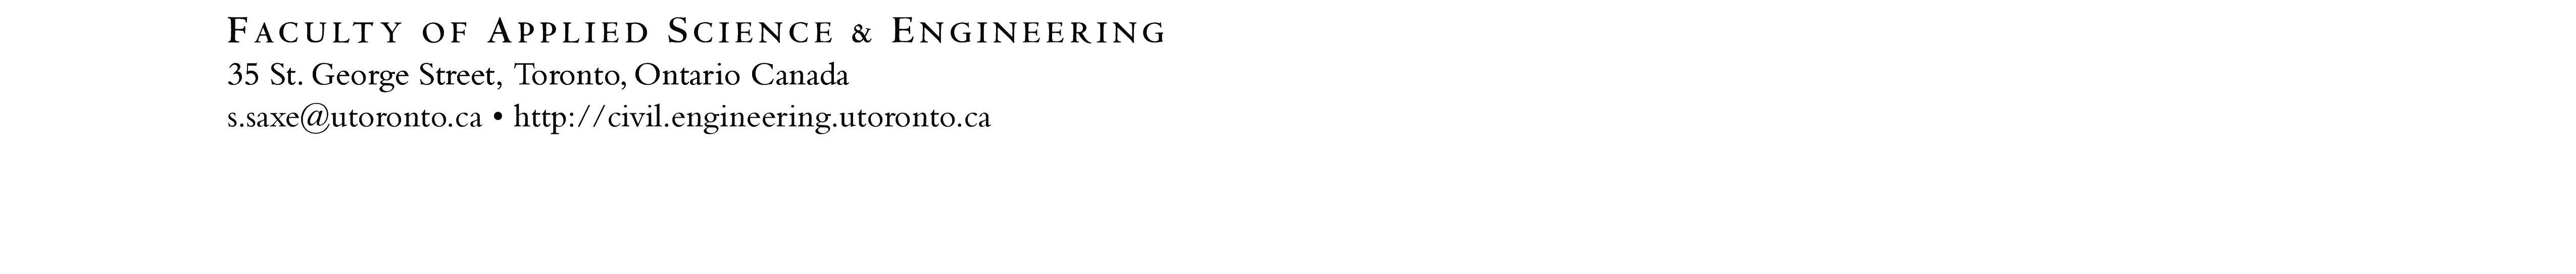 FACULTY OF APPLIED SCIENCE & ENGINEERING
35 St. George Street, Toronto, Ontario Canada
s.saxe@utoronto.ca • http://civil.engineering.utoronto.ca